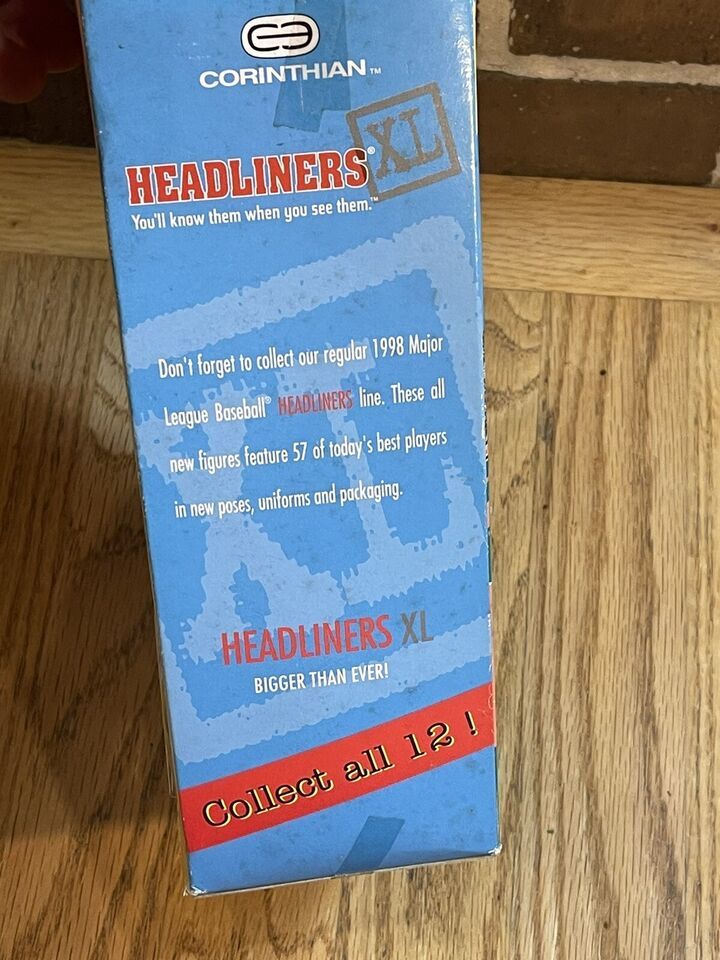 CORINTHIAN™
HEADLINERS® XL
You'll know them when you see them.™
Don't forget to collect our regular 1998 Major
League Baseball® HEADLINERS line. These all
new figures feature 57 of today's best players
in new poses, uniforms and packaging.
XL
HEADLINERS XL
BIGGER THAN EVER!
Collect all 12 !